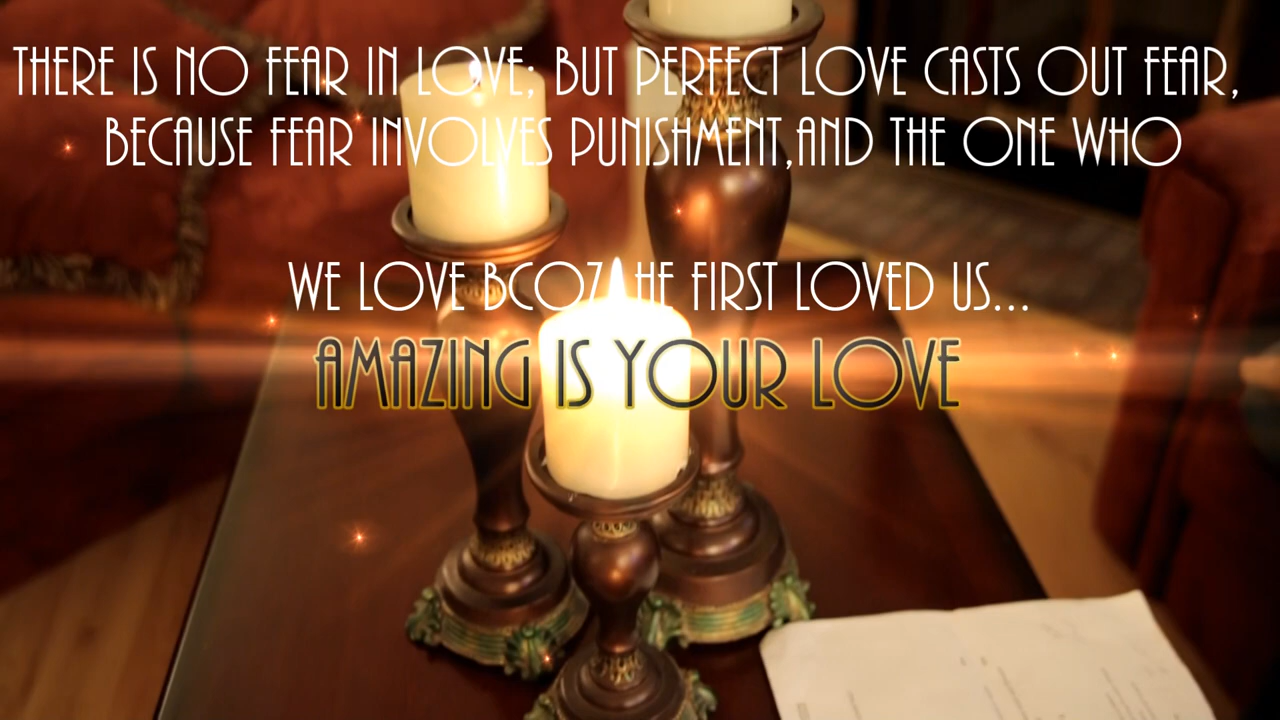 THERE IS NO FEAR IN LOVE; BUT PERFECT LOVE CASTS OUT FEAR,
BECAUSE FEAR INVOLVES PUNISHMENT,AND THE ONE WHO
WE LOVE BCOZ HE FIRST LOVED US...
AMAZING IS YOUR LOVE